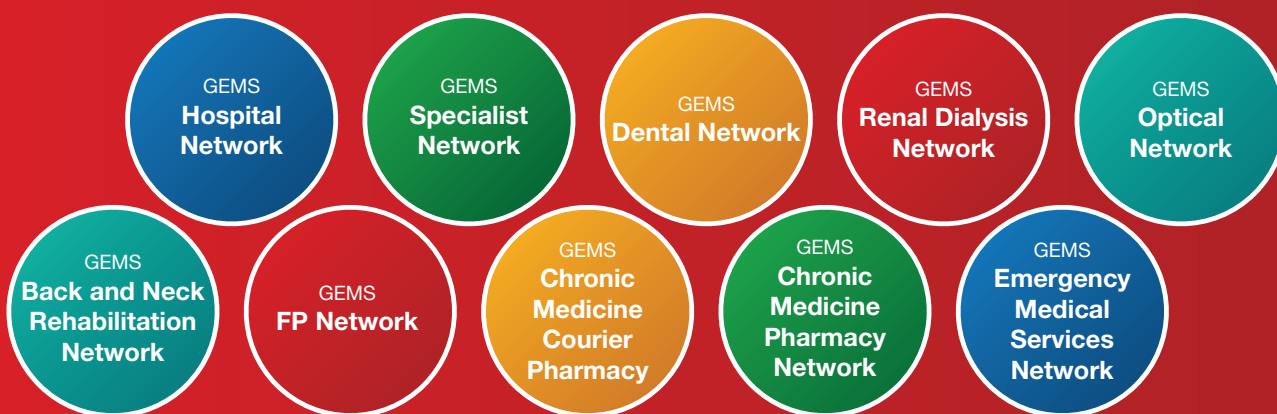 GEMS
Hospital
Network
GEMS
Specialist
Network
GEMS
Dental Network
GEMS
Renal Dialysis
Network
GEMS
Optical
Network
GEMS
Back and Neck
Rehabilitation
Network
GEMS
FP Network
GEMS
Chronic
Medicine
Courier
Pharmacy
GEMS
Chronic
Medicine
Pharmacy
Network
GEMS
Emergency
Medical
Services
Network